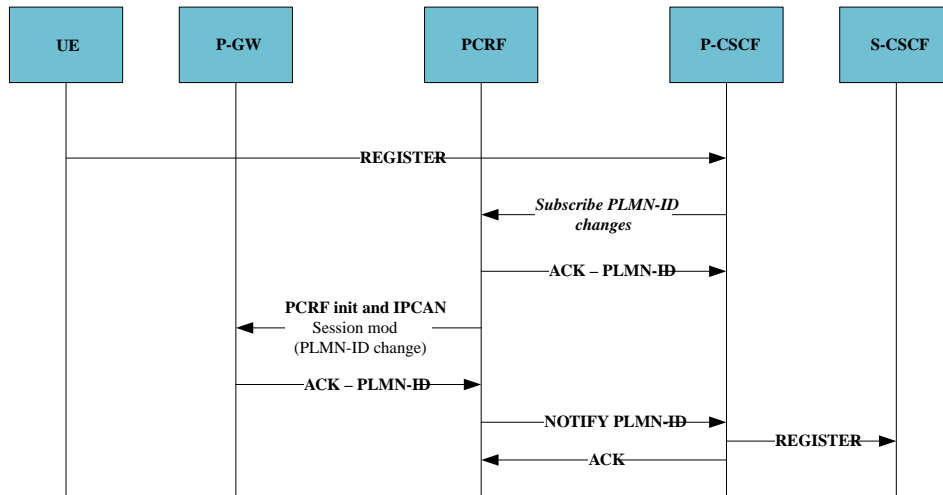 UE
P-GW
PCRF
P-CSCF
S-CSCF
REGISTER
Subscribe PLMN-ID
changes
ACK – PLMN-ID
PCRF init and IPCAN
Session mod
(PLMN-ID change)
ACK – PLMN-ID
NOTIFY PLMN-ID
REGISTER
ACK